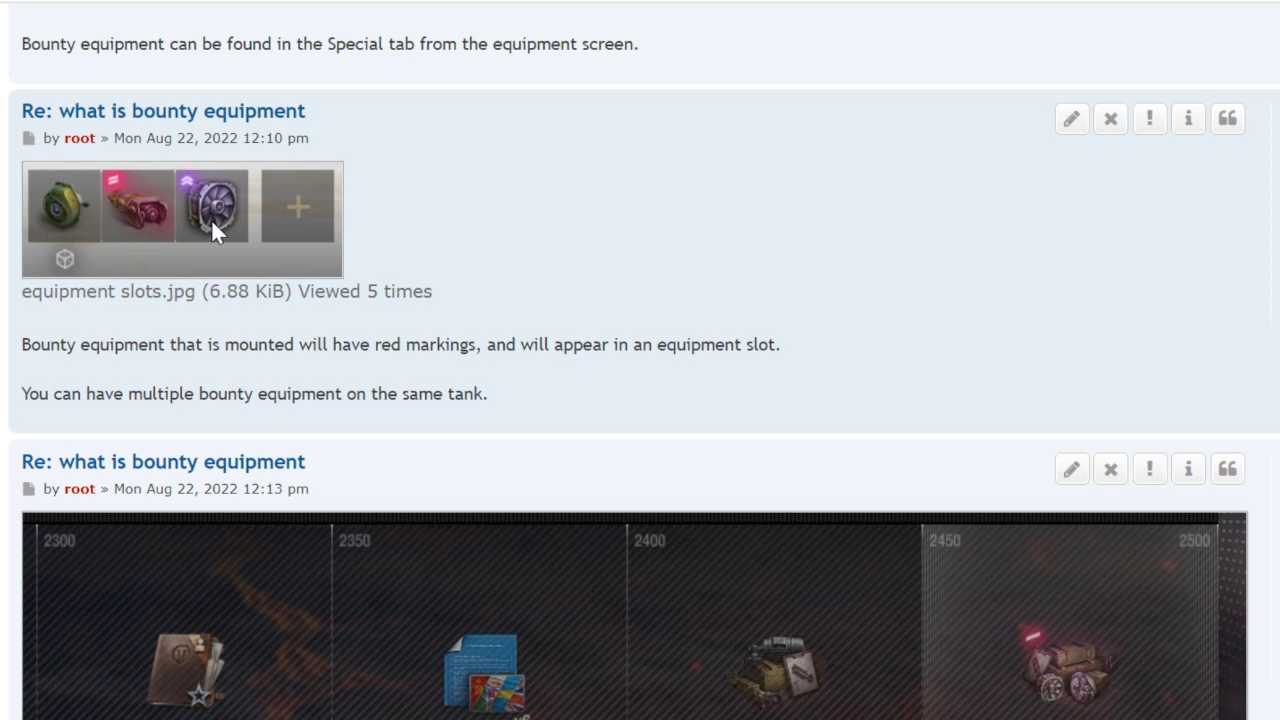 Bounty equipment can be found in the Special tab from the equipment screen.
Re: what is bounty equipment
by root » Mon Aug 22, 2022 12:10 pm
equipment slots.jpg (6.88 KiB) Viewed 5 times
Bounty equipment that is mounted will have red markings, and will appear in an equipment slot.
You can have multiple bounty equipment on the same tank.
Re: what is bounty equipment
by root » Mon Aug 22, 2022 12:13 pm
2300 2350 2400 2450 2500